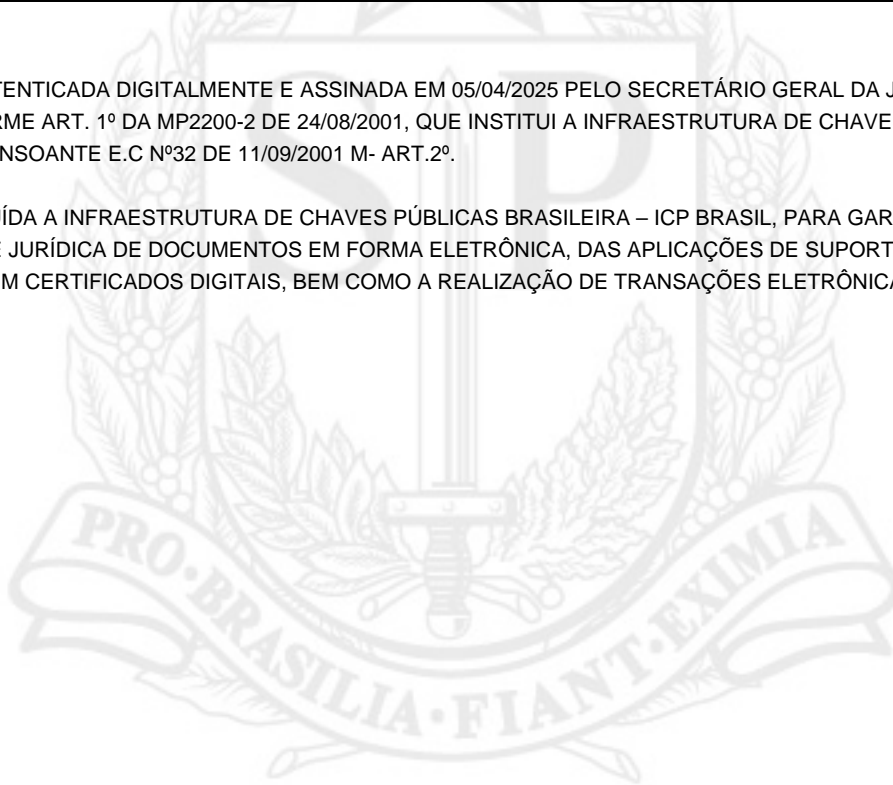 TENTICADA DIGITALMENTE E ASSINADA EM 05/04/2025 PELO SECRETÁRIO GERAL DA J
RME ART. 1º DA MP2200-2 DE 24/08/2001, QUE INSTITUI A INFRAESTRUTURA DE CHAVE
NSOANTE E.C Nº32 DE 11/09/2001 M- ART.2º.
ÍDA A INFRAESTRUTURA DE CHAVES PÚBLICAS BRASILEIRA – ICP BRASIL, PARA GAR
E JURÍDICA DE DOCUMENTOS EM FORMA ELETRÔNICA, DAS APLICAÇÕES DE SUPORT
M CERTIFICADOS DIGITAIS, BEM COMO A REALIZAÇÃO DE TRANSAÇÕES ELETRÔNICA
SP
PRO·BRASILIA·FIANT·EXIMIA